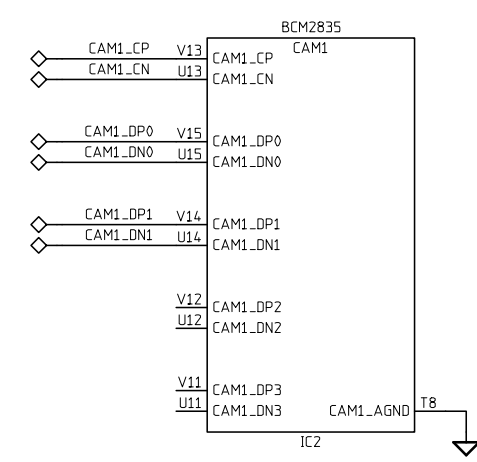 BCM2835
CAM1
CAM1_CP V13 CAM1_CP
CAM1_CN U13 CAM1_CN
CAM1_DP0 V15 CAM1_DP0
CAM1_DN0 U15 CAM1_DN0
CAM1_DP1 V14 CAM1_DP1
CAM1_DN1 U14 CAM1_DN1
V12 CAM1_DP2
U12 CAM1_DN2
V11 CAM1_DP3
U11 CAM1_DN3 CAM1_AGND T8
IC2